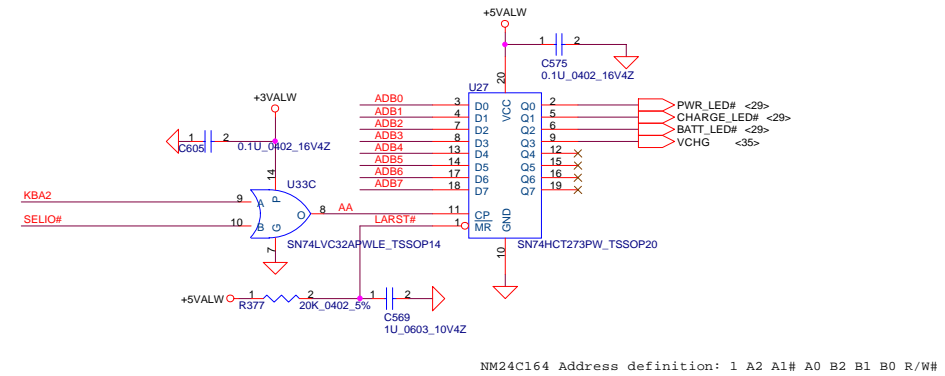 +5VALW
1 2
C575
0.1U_0402_16V4Z
20
U27
+3VALW
ADB0 3 D0 VCC Q0 2 PWR_LED# <29>
ADB1 4 D1 Q1 5 CHARGE_LED# <29>
ADB2 7 D2 Q2 6 BATT_LED# <29>
ADB3 8 D3 Q3 9 VCHG <35>
ADB4 13 D4 Q4 12
ADB5 14 D5 Q5 15
ADB6 17 D6 Q6 16
ADB7 18 D7 Q7 19
1 2
C605 0.1U_0402_16V4Z
14
U33C
KBA2 9 A P
O 8 AA 11 CP GND
SELIO# 10 B G
LARST# 1 MR
SN74LVC32APWLE_TSSOP14
SN74HCT273PW_TSSOP20
7
10
+5VALW 1 2 1 2
R377 20K_0402_5%
C569
1U_0603_10V4Z
NM24C164 Address definition: 1 A2 A1# A0 B2 B1 B0 R/W#